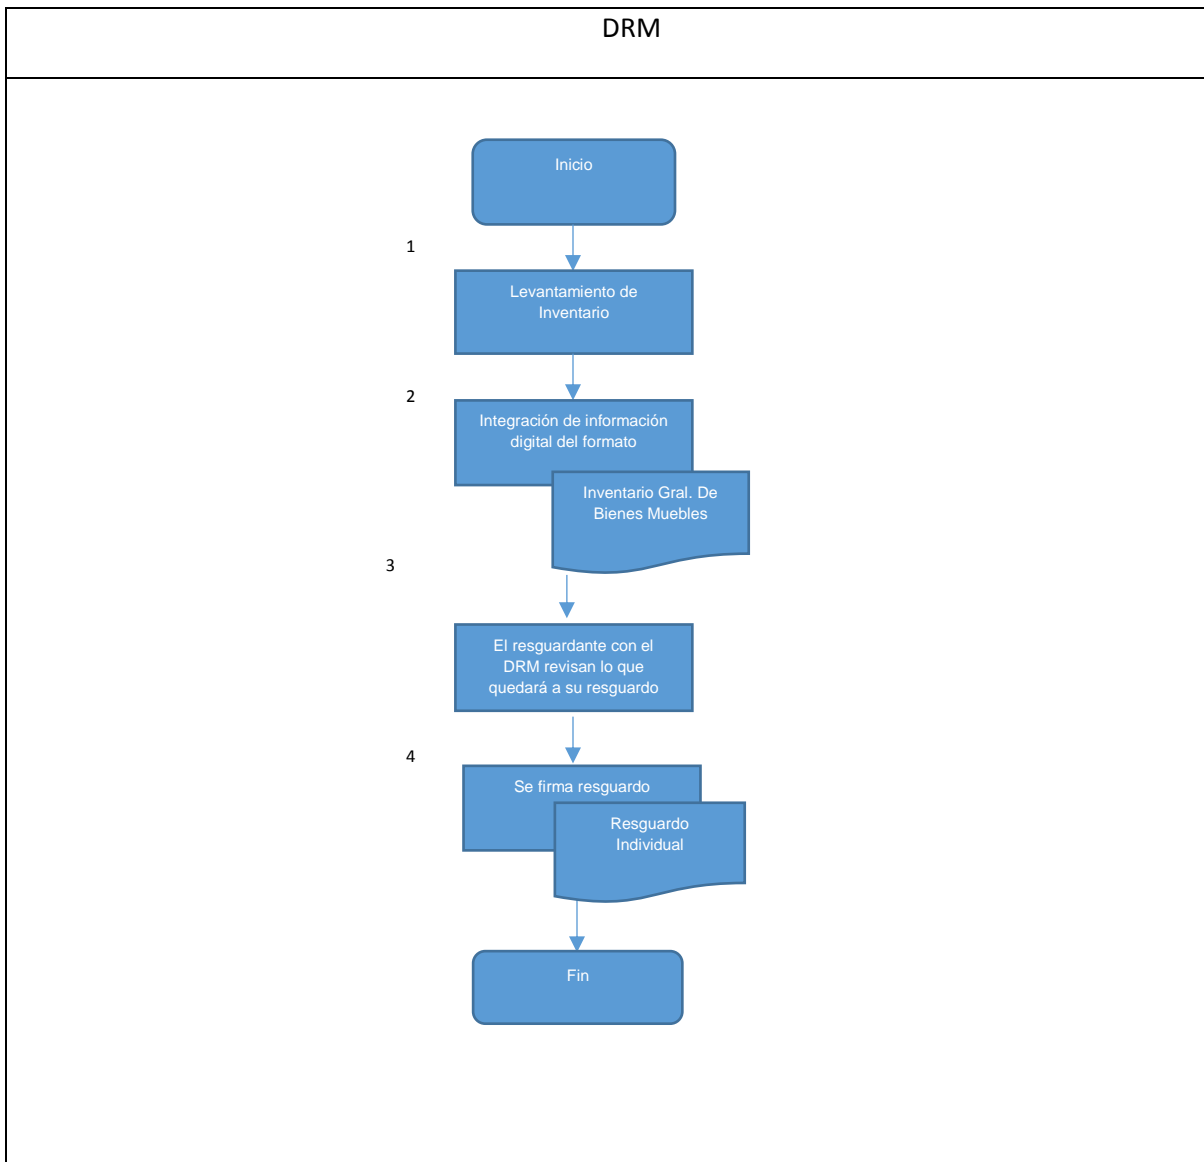 DRM
Inicio
1
Levantamiento de
Inventario
2
Integración de información
digital del formato
Inventario Gral. De
Bienes Muebles
3
El resguardante con el
DRM revisan lo que
quedará a su resguardo
4
Se firma resguardo
Resguardo
Individual
Fin